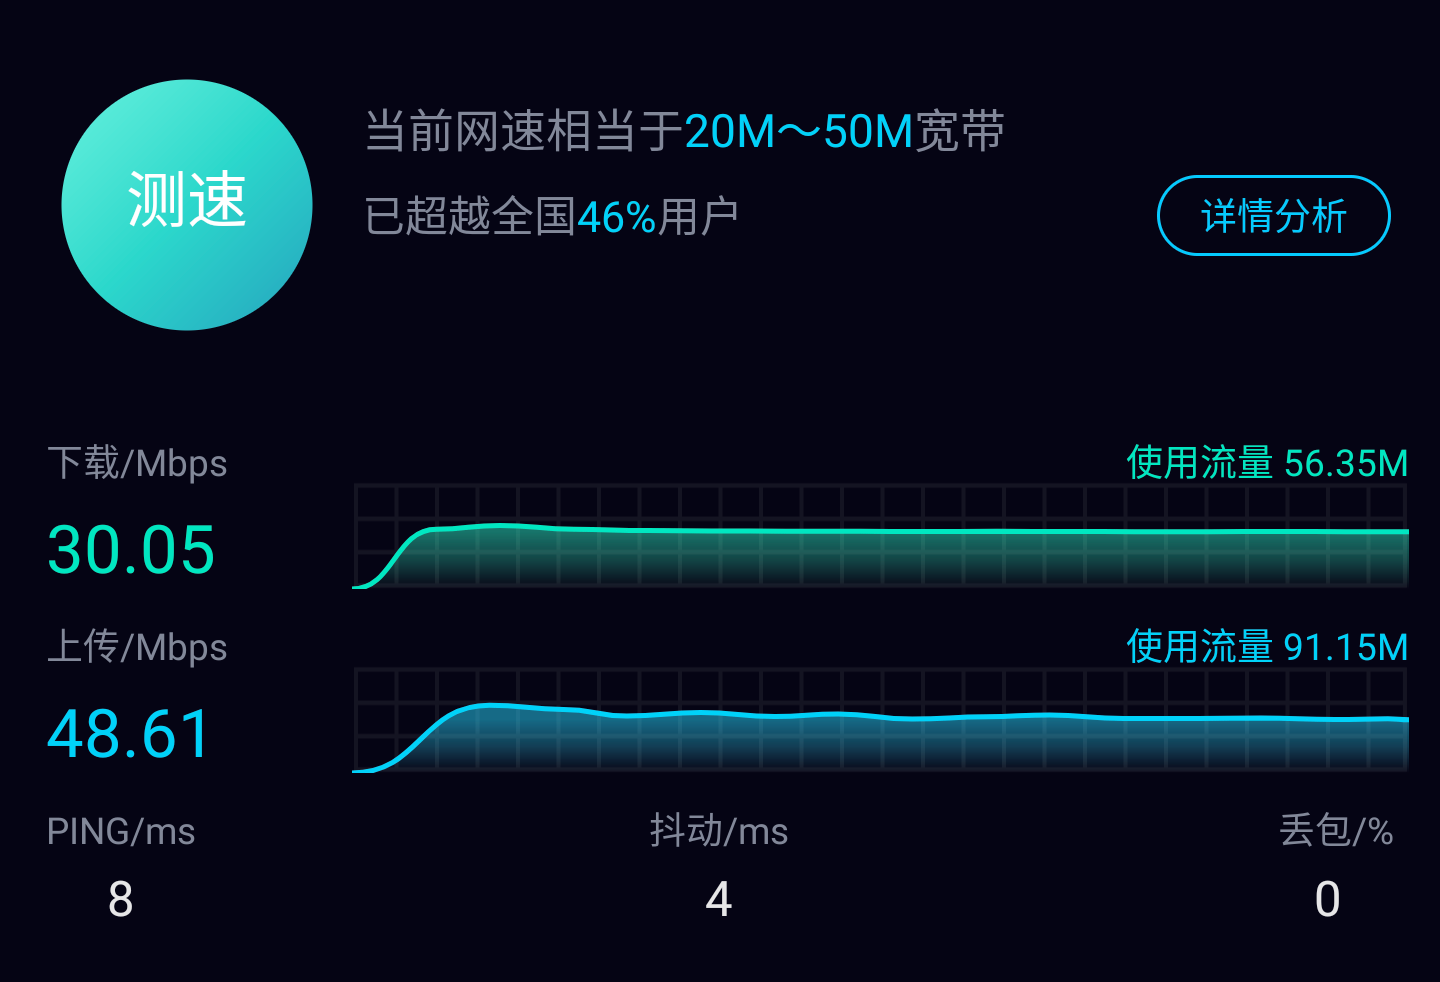 测速
当前网速相当于20M～50M宽带
已超越全国46%用户
详情分析
下载/Mbps
使用流量 56.35M
30.05
上传/Mbps
使用流量 91.15M
48.61
PING/ms
抖动/ms
丢包/%
8
4
0